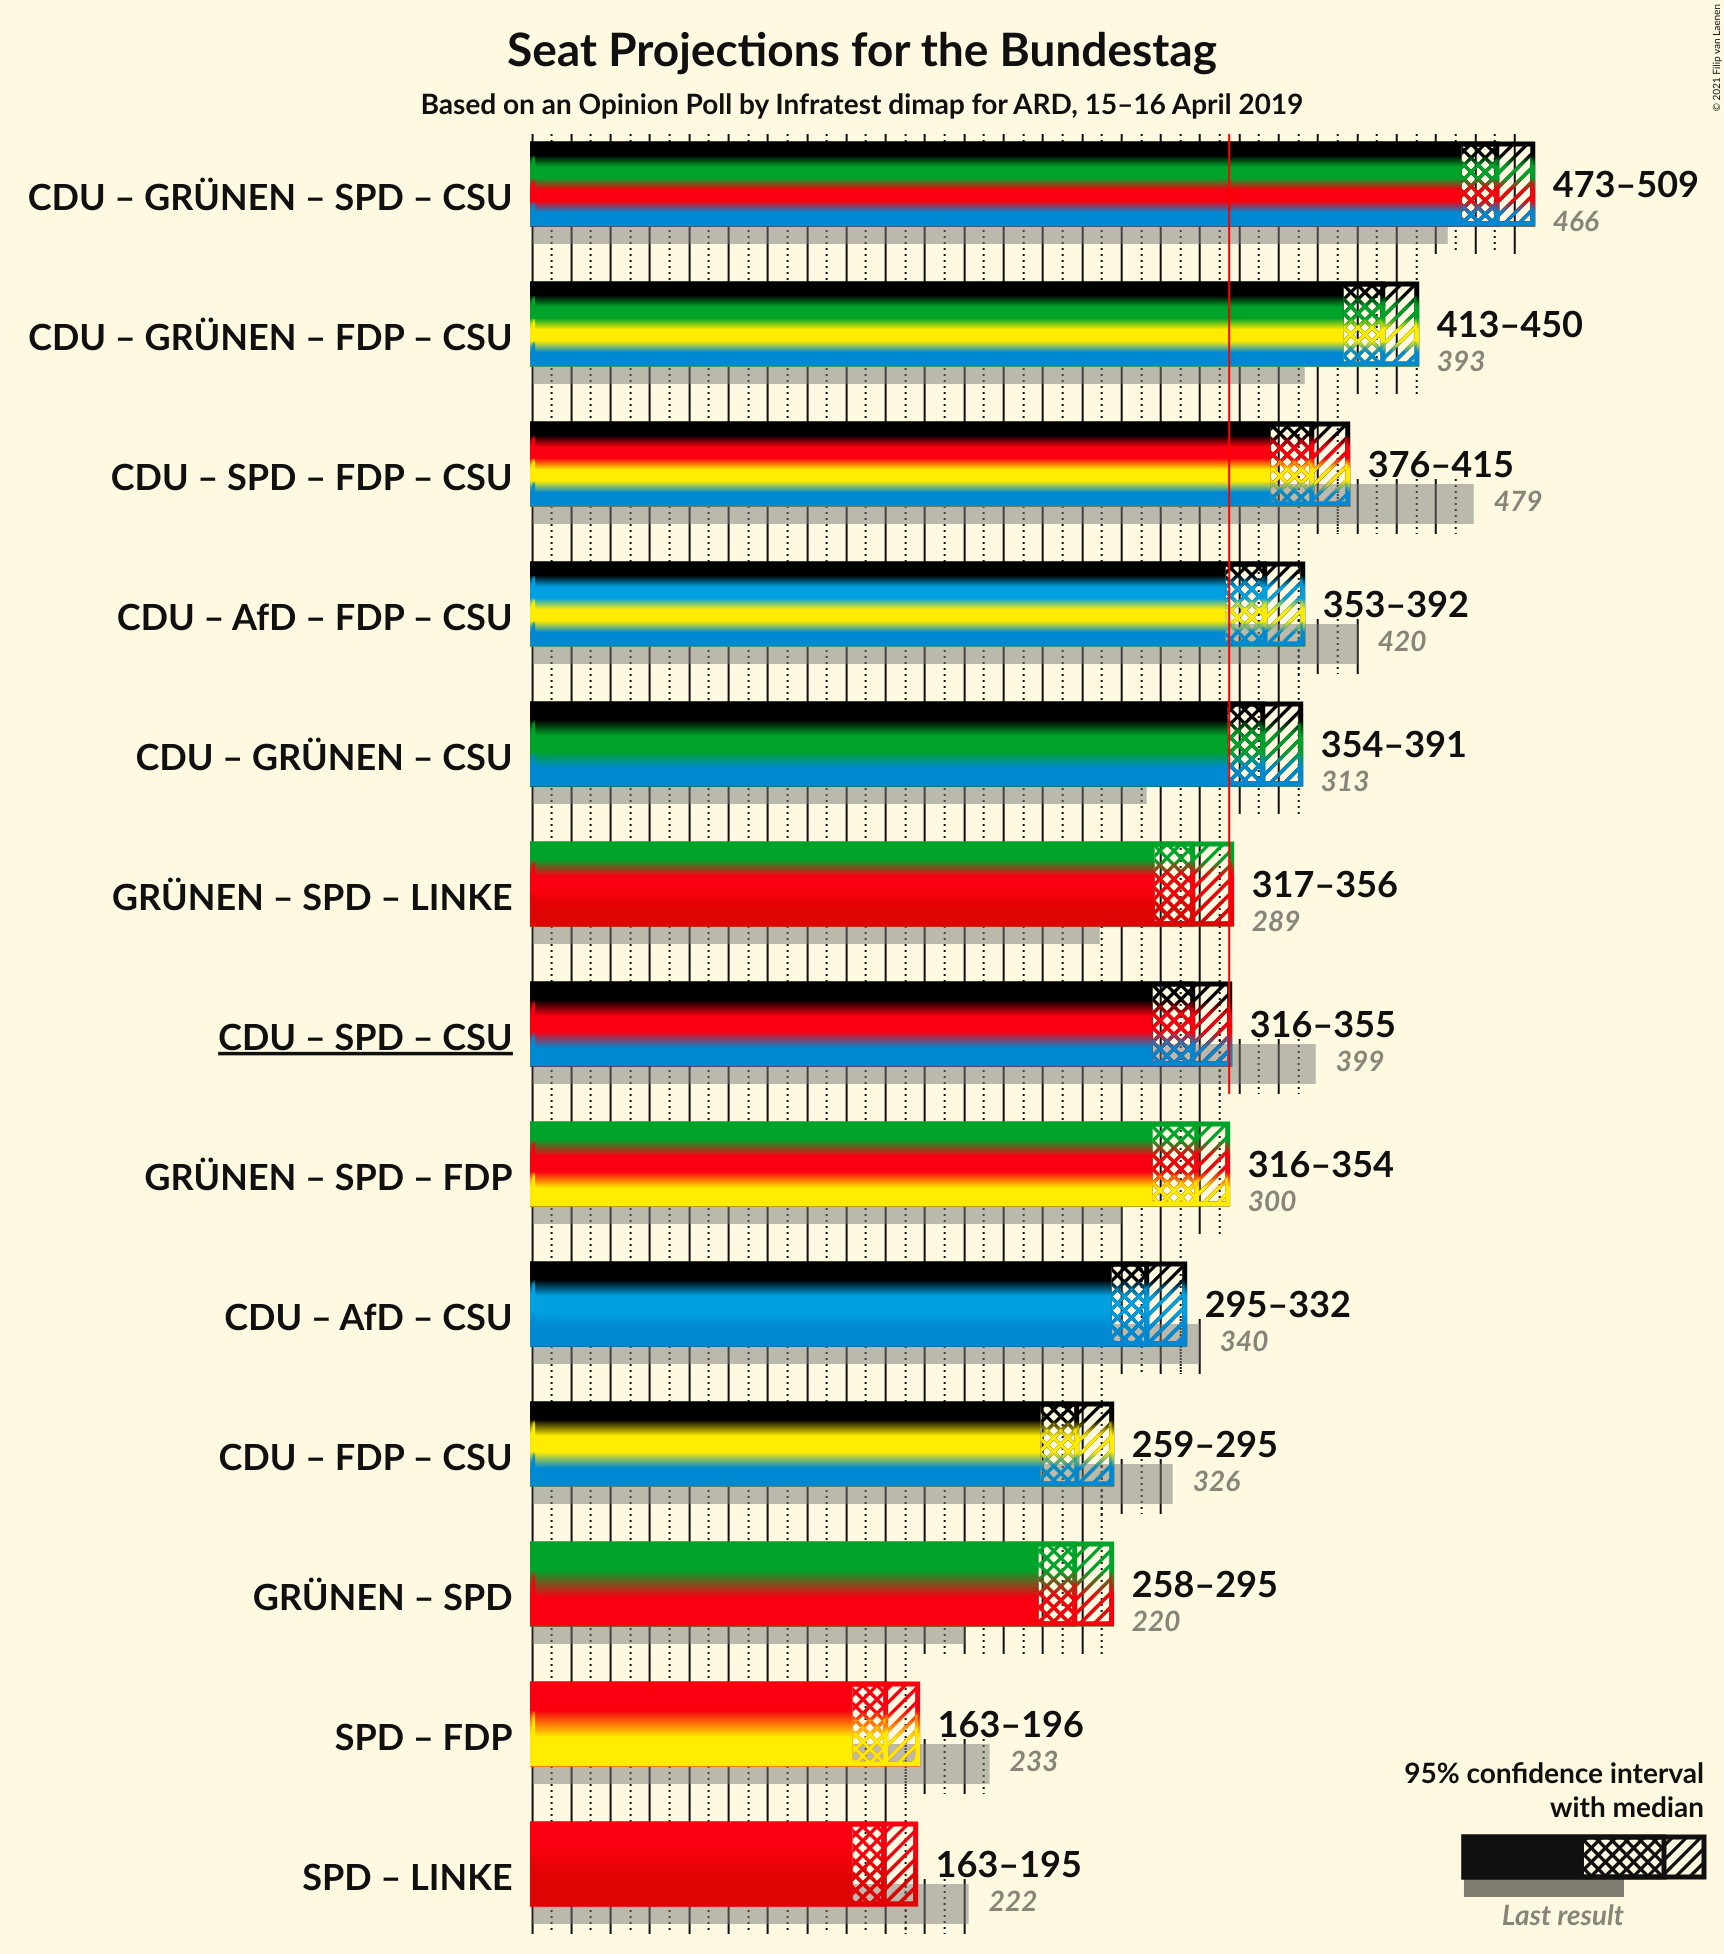 Seat Projections for the Bundestag
Based on an Opinion Poll by Infratest dimap for ARD, 15–16 April 2019
© 2021 Filip van Laenen
CDU – GRÜNEN – SPD – CSU
473–509
466
CDU – GRÜNEN – FDP – CSU
413–450
393
CDU – SPD – FDP – CSU
376–415
479
CDU – AfD – FDP – CSU
353–392
420
CDU – GRÜNEN – CSU
354–391
313
GRÜNEN – SPD – LINKE
317–356
289
CDU – SPD – CSU
316–355
399
GRÜNEN – SPD – FDP
316–354
300
CDU – AfD – CSU
295–332
340
CDU – FDP – CSU
259–295
326
GRÜNEN – SPD
258–295
220
SPD – FDP
163–196
233
SPD – LINKE
163–195
222
95% confidence interval
with median
Last result